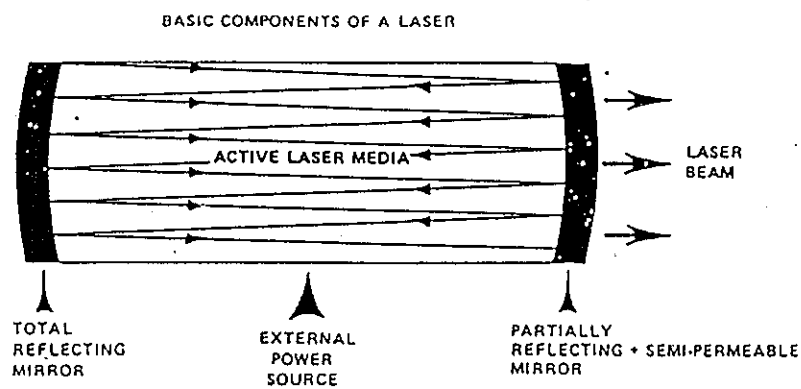 BASIC COMPONENTS OF A LASER
ACTIVE LASER MEDIA
LASER
BEAM
TOTAL
REFLECTING
MIRROR
EXTERNAL
POWER
SOURCE
PARTIALLY
REFLECTING + SEMI-PERMEABLE
MIRROR